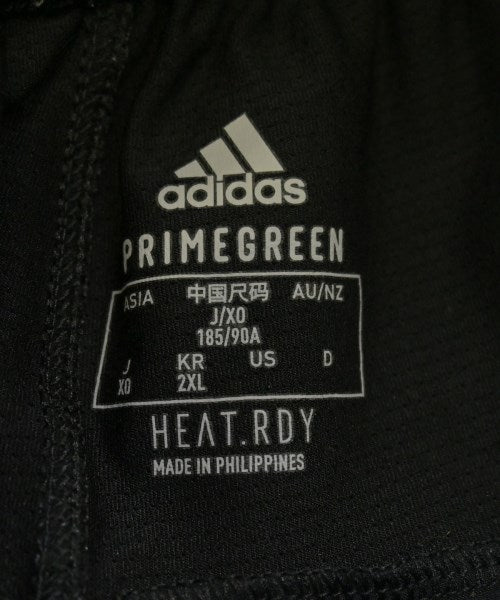 adidas
PRIMEGREEN
ASIA 中国尺码 AU/NZ
J/XO
185/90A
J KR US D
XO 2XL
HEAT.RDY
MADE IN PHILIPPINES